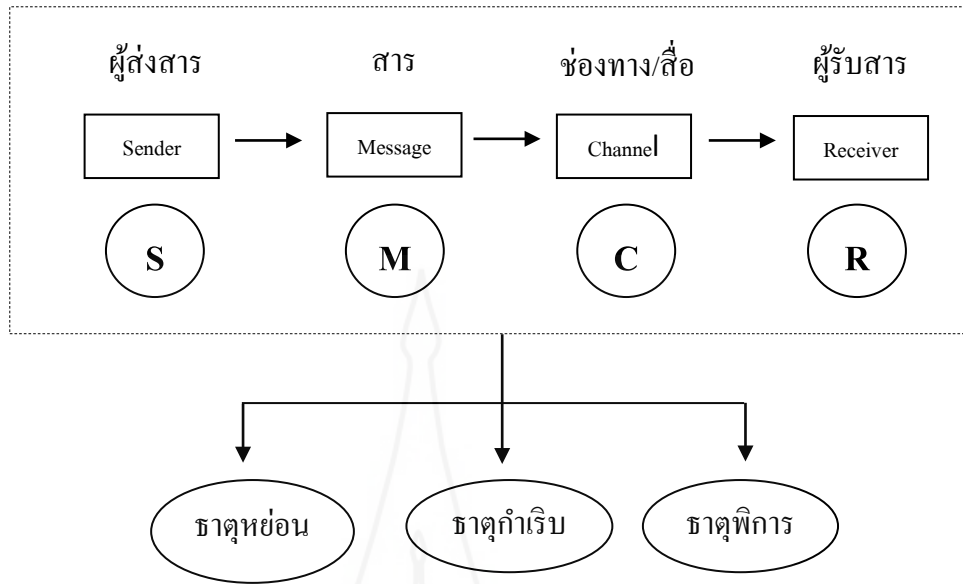 ผู้ส่งสาร สาร ช่องทาง/สื่อ ผู้รับสาร
Sender Message Channel Receiver
S M C R
ธาตุหย่อน ธาตุกำเริบ ธาตุพิการ